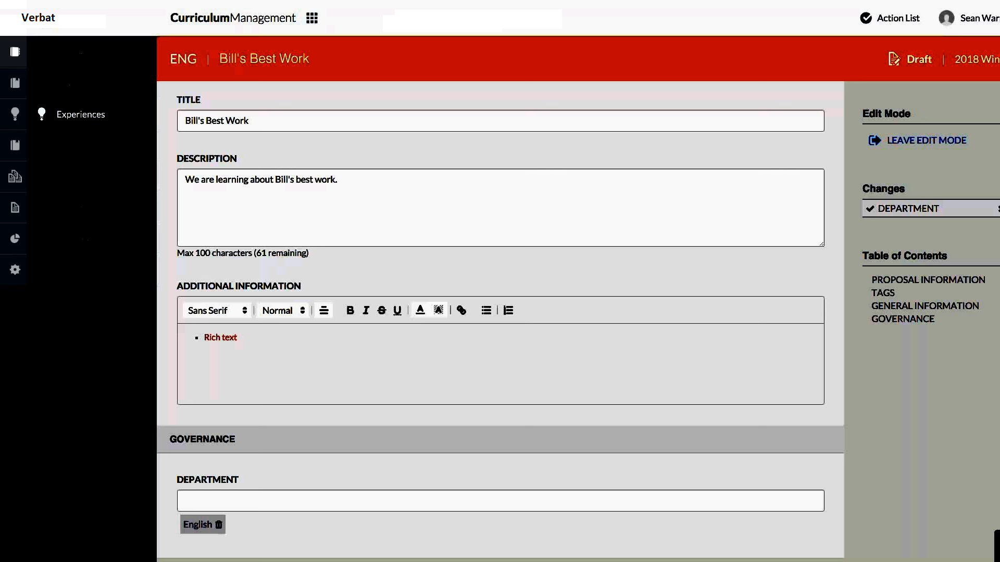 Verbat
CurriculumManagement
Action List
Sean War
ENG | Bill's Best Work
Draft | 2018 Win
Experiences
TITLE
Bill's Best Work
DESCRIPTION
We are learning about Bill's best work.
Max 100 characters (61 remaining)
ADDITIONAL INFORMATION
Sans Serif
Normal
B I S U A A
Rich text
GOVERNANCE
DEPARTMENT
English
Edit Mode
LEAVE EDIT MODE
Changes
DEPARTMENT
Table of Contents
PROPOSAL INFORMATION
TAGS
GENERAL INFORMATION
GOVERNANCE